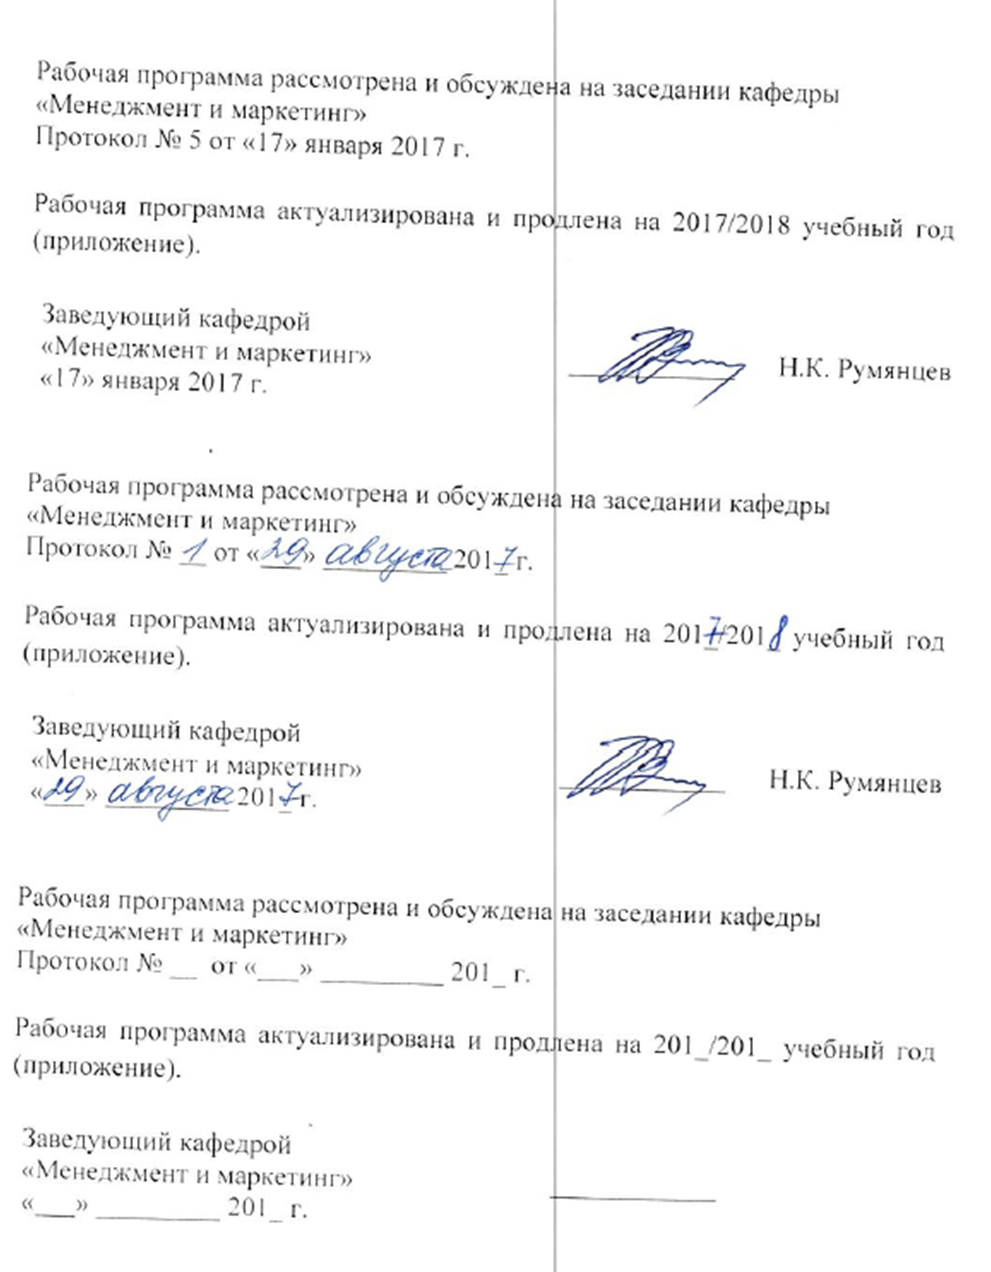 Рабочая программа рассмотрена и обсуждена на заседании кафедры
«Менеджмент и маркетинг»
Протокол № 5 от «17» января 2017 г.
Рабочая программа актуализирована и продлена на 2017/2018 учебный год
(приложение).
Заведующий кафедрой
«Менеджмент и маркетинг»
«17» января 2017 г. Н.К. Румянцев
Рабочая программа рассмотрена и обсуждена на заседании кафедры
«Менеджмент и маркетинг»
Протокол № 1 от «29» августа 2017 г.
Рабочая программа актуализирована и продлена на 2017/2018 учебный год
(приложение).
Заведующий кафедрой
«Менеджмент и маркетинг»
«29» августа 2017 г. Н.К. Румянцев
Рабочая программа рассмотрена и обсуждена на заседании кафедры
«Менеджмент и маркетинг»
Протокол № __ от «___» _________ 201_ г.
Рабочая программа актуализирована и продлена на 201_/201_ учебный год
(приложение).
Заведующий кафедрой
«Менеджмент и маркетинг»
«___» _________ 201_ г. ____________